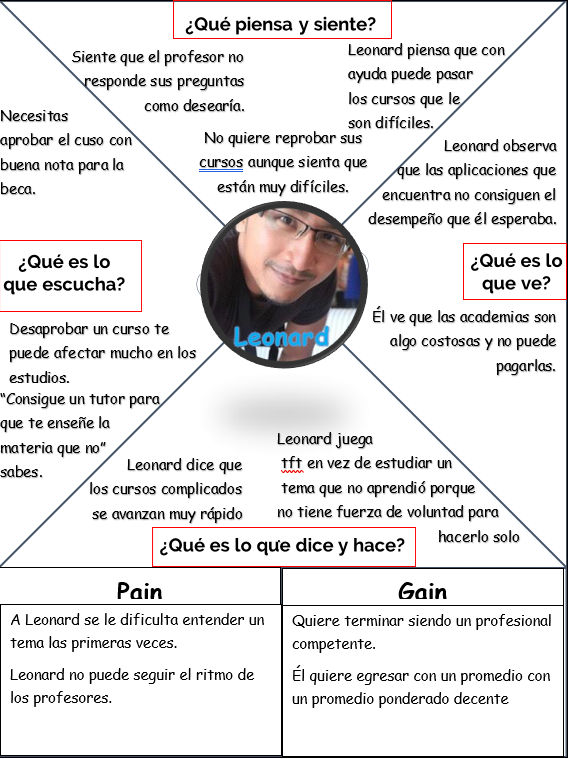 ¿Qué piensa y siente?
Siente que el profesor no
responde sus preguntas
como desearía.
Leonard piensa que con
ayuda puede pasar
los cursos que le
son difíciles.
No quiere reprobar sus
cursos aunque sienta que
están muy difíciles.
Necesitas
aprobar el cuso con
buena nota para la
beca.
Leonard observa
que las aplicaciones que
encuentra no consiguen el
desempeño que él esperaba.
¿Qué es lo
que escucha?
¿Qué es lo
que ve?
Leonard
Desaprobar un curso te
puede afectar mucho en los
estudios.
"Consigue un tutor para
que te enseñe la
materia que no"
sabes.
Él ve que las academias son
algo costosas y no puede
pagarlas.
Leonard dice que
los cursos complicados
se avanzan muy rápido
Leonard juega
tft en vez de estudiar un
tema que no aprendió porque
no tiene fuerza de voluntad para
hacerlo solo
¿Qué es lo que dice y hace?
Pain
Gain
A Leonard se le dificulta entender un
tema las primeras veces.
Leonard no puede seguir el ritmo de
los profesores.
Quiere terminar siendo un profesional
competente.
Él quiere egresar con un promedio con
un promedio ponderado decente